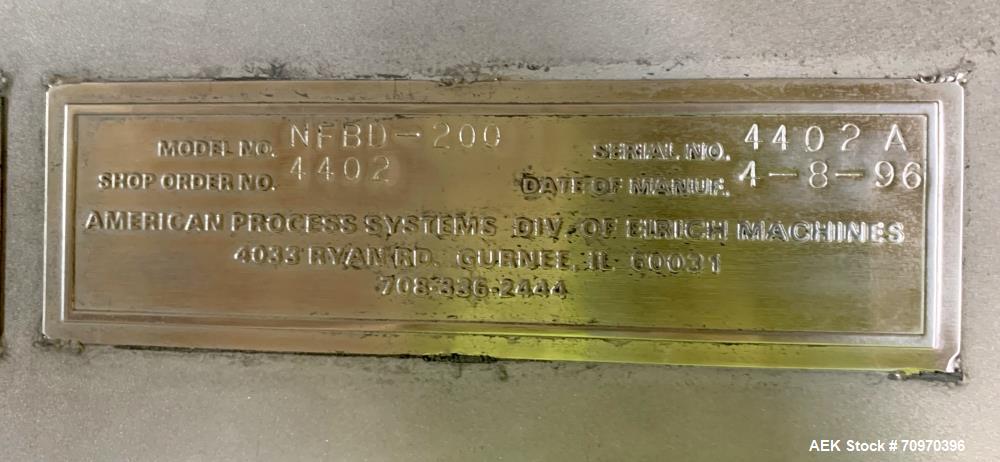 MODEL NO. NFBD-200 SERIAL NO. 4402A
SHOP ORDER NO. 4402 DATE OF MANUF. 4-8-96
AMERICAN PROCESS SYSTEMS DIV. OF EIRICH MACHINES
4033 RYAN RD. GURNEE, IL 60031
708-336-2444
AEK Stock # 70970396